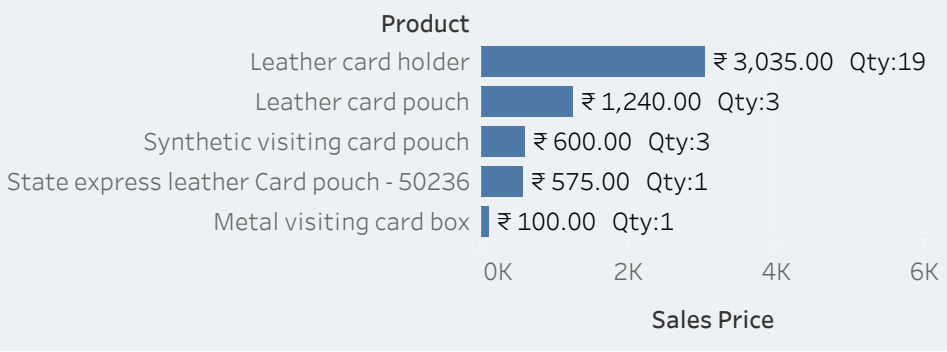 Product
Leather card holder ₹ 3,035.00 Qty:19
Leather card pouch ₹ 1,240.00 Qty:3
Synthetic visiting card pouch ₹ 600.00 Qty:3
State express leather Card pouch - 50236 ₹ 575.00 Qty:1
Metal visiting card box ₹ 100.00 Qty:1
0K 2K 4K 6K
Sales Price